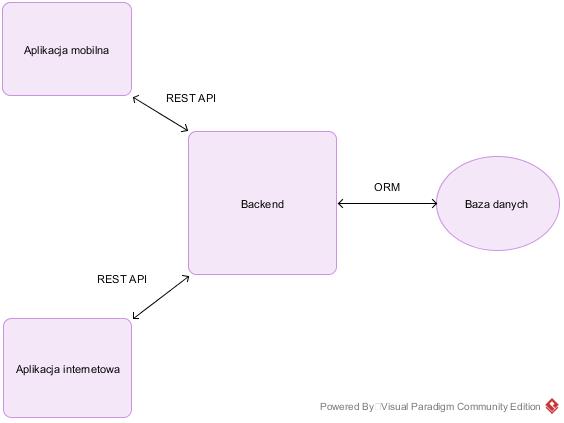 Aplikacja mobilna
REST API
ORM
Backend
Baza danych
REST API
Aplikacja internetowa
Powered By Visual Paradigm Community Edition